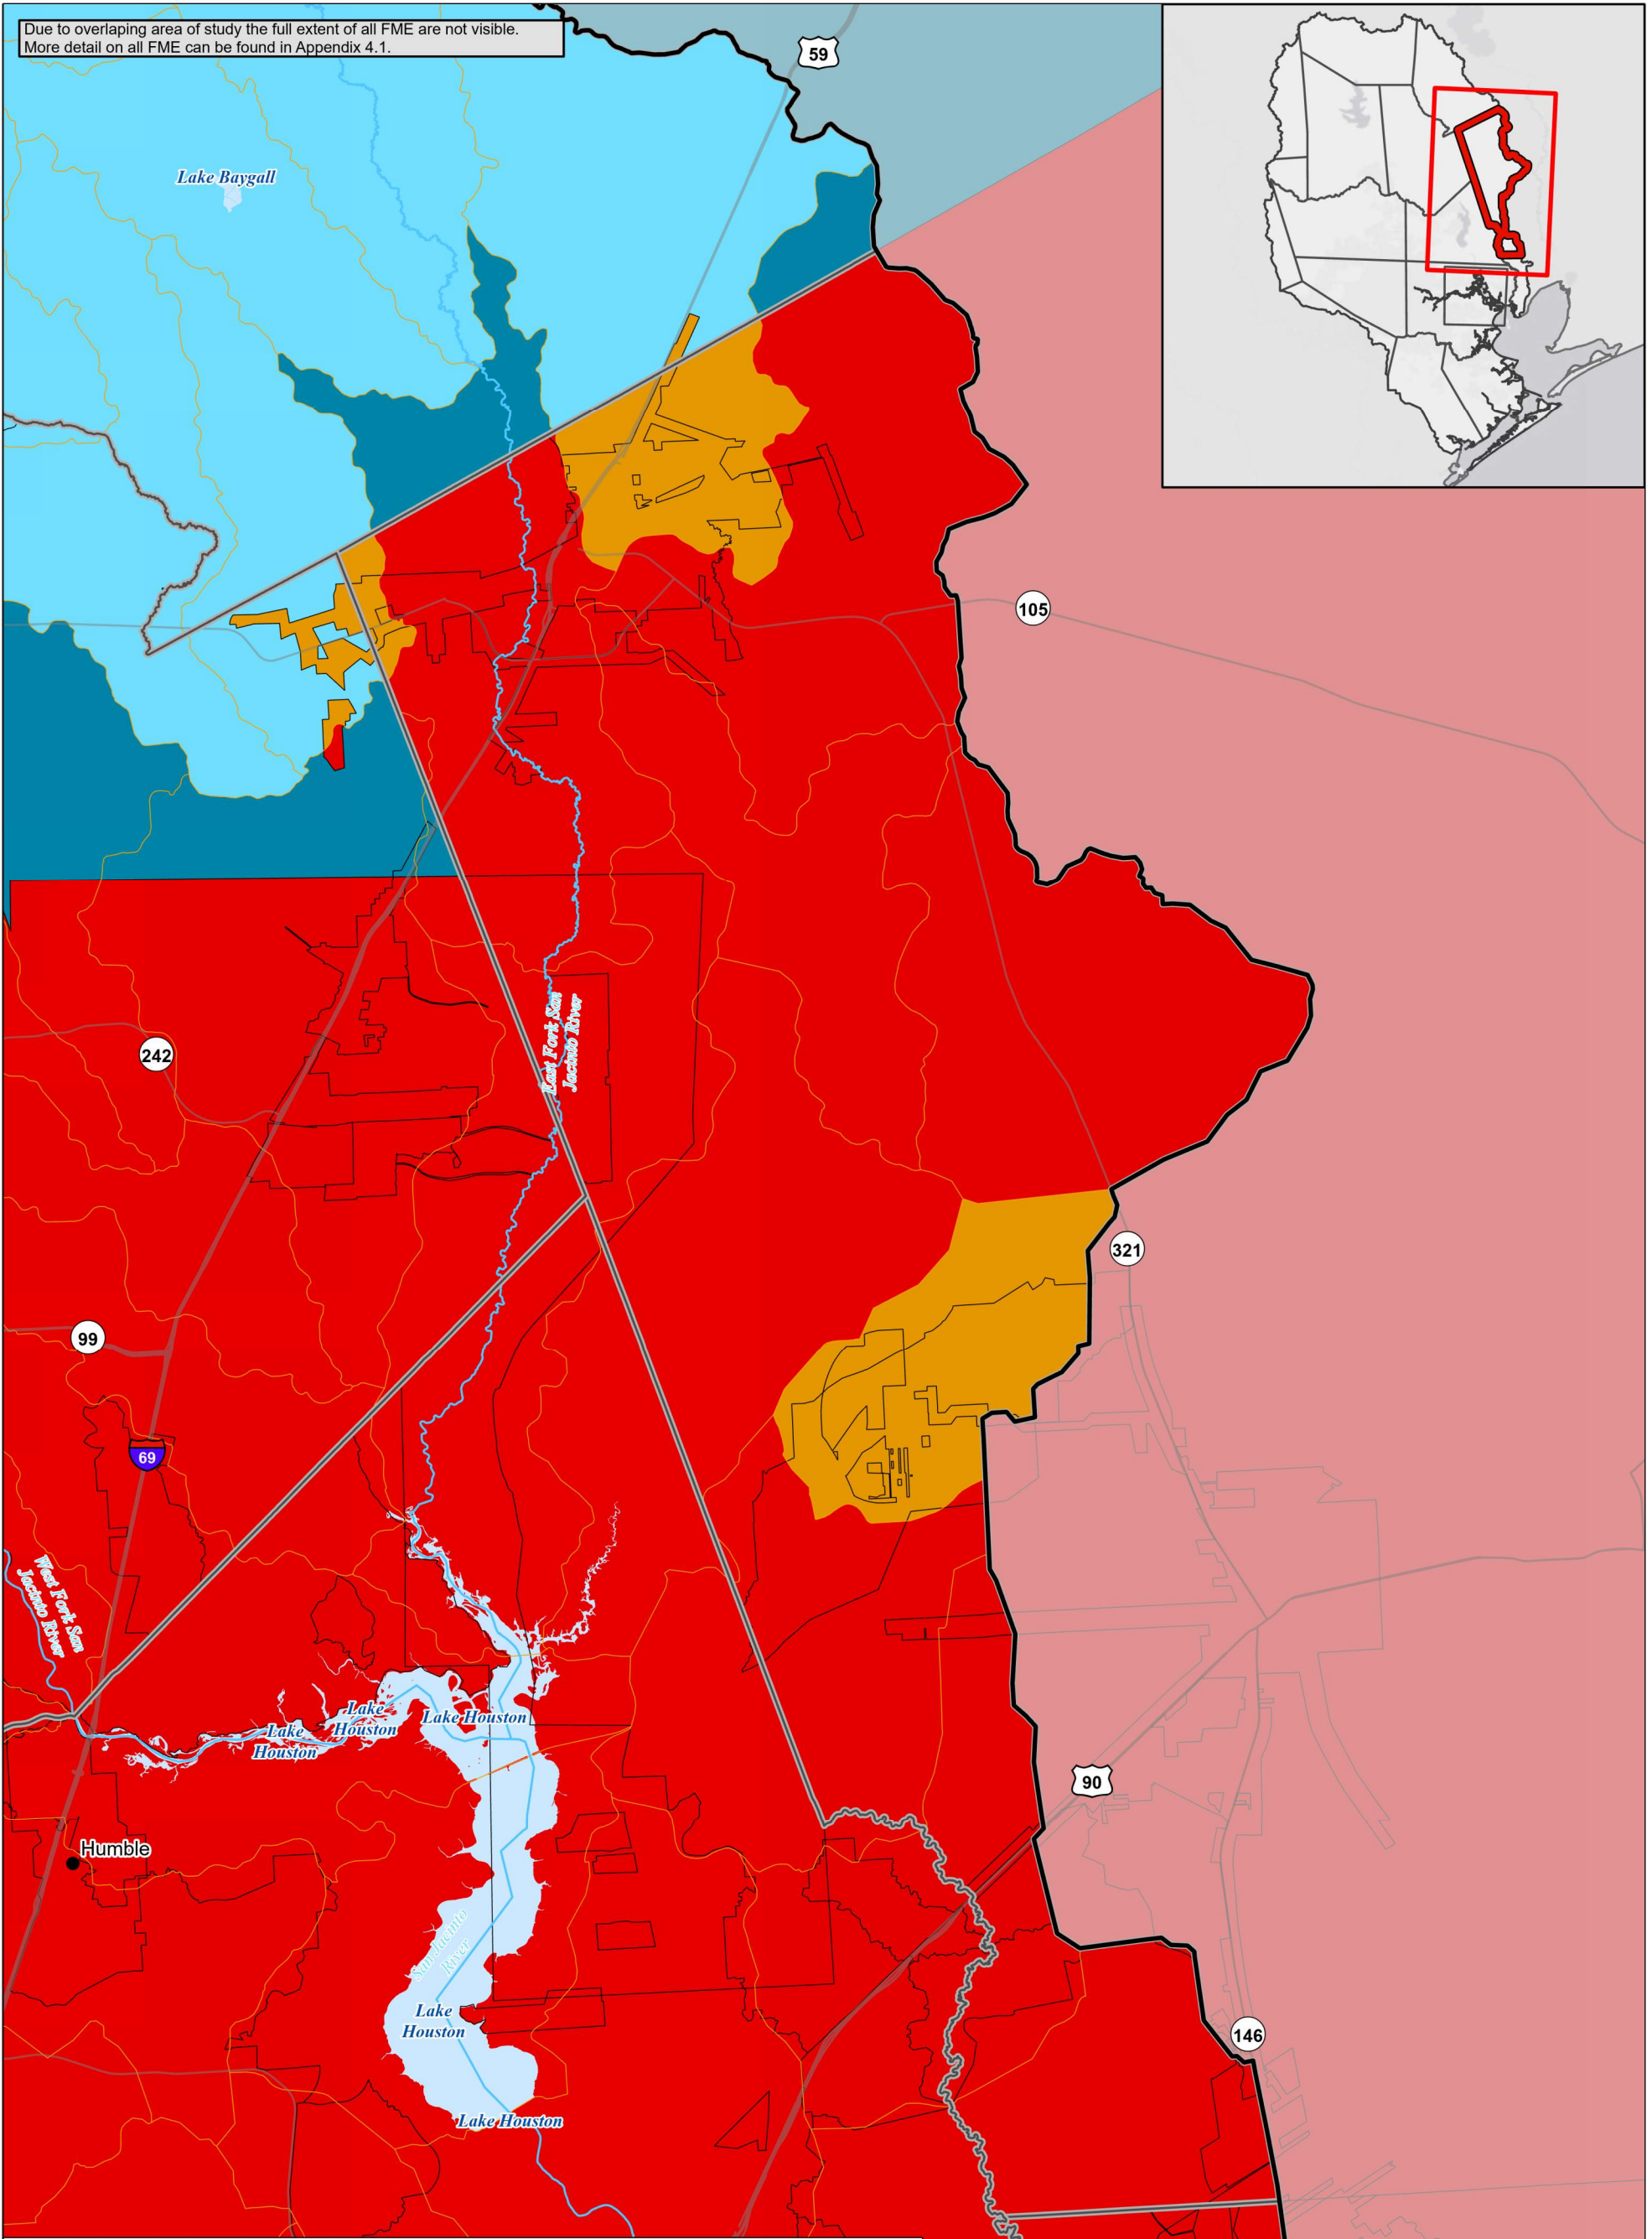 Due to overlaping area of study the full extent of all FME are not visible.
More detail on all FME can be found in Appendix 4.1.
59
Lake Baygall
105
East Fork San
Jacinto River
242
321
99
69
West Fork San
Jacinto River
Lake
Houston
Lake Houston
Lake
Houston
90
Humble
San Jacinto
River
Lake
Houston
146
Lake Houston